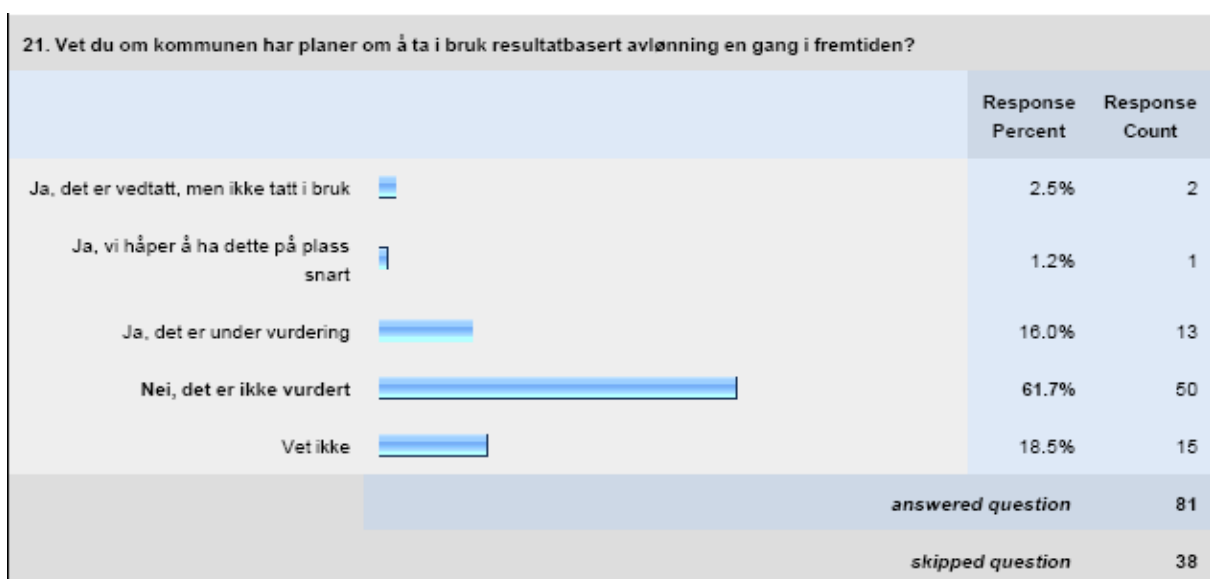 21. Vet du om kommunen har planer om å ta i bruk resultatbasert avlønning en gang i fremtiden?
Response Percent
Response Count
Ja, det er vedtatt, men ikke tatt i bruk 2.5% 2
Ja, vi håper å ha dette på plass
snart 1.2% 1
Ja, det er under vurdering 16.0% 13
Nei, det er ikke vurdert 61.7% 50
Vet ikke 18.5% 15
answered question 81
skipped question 38